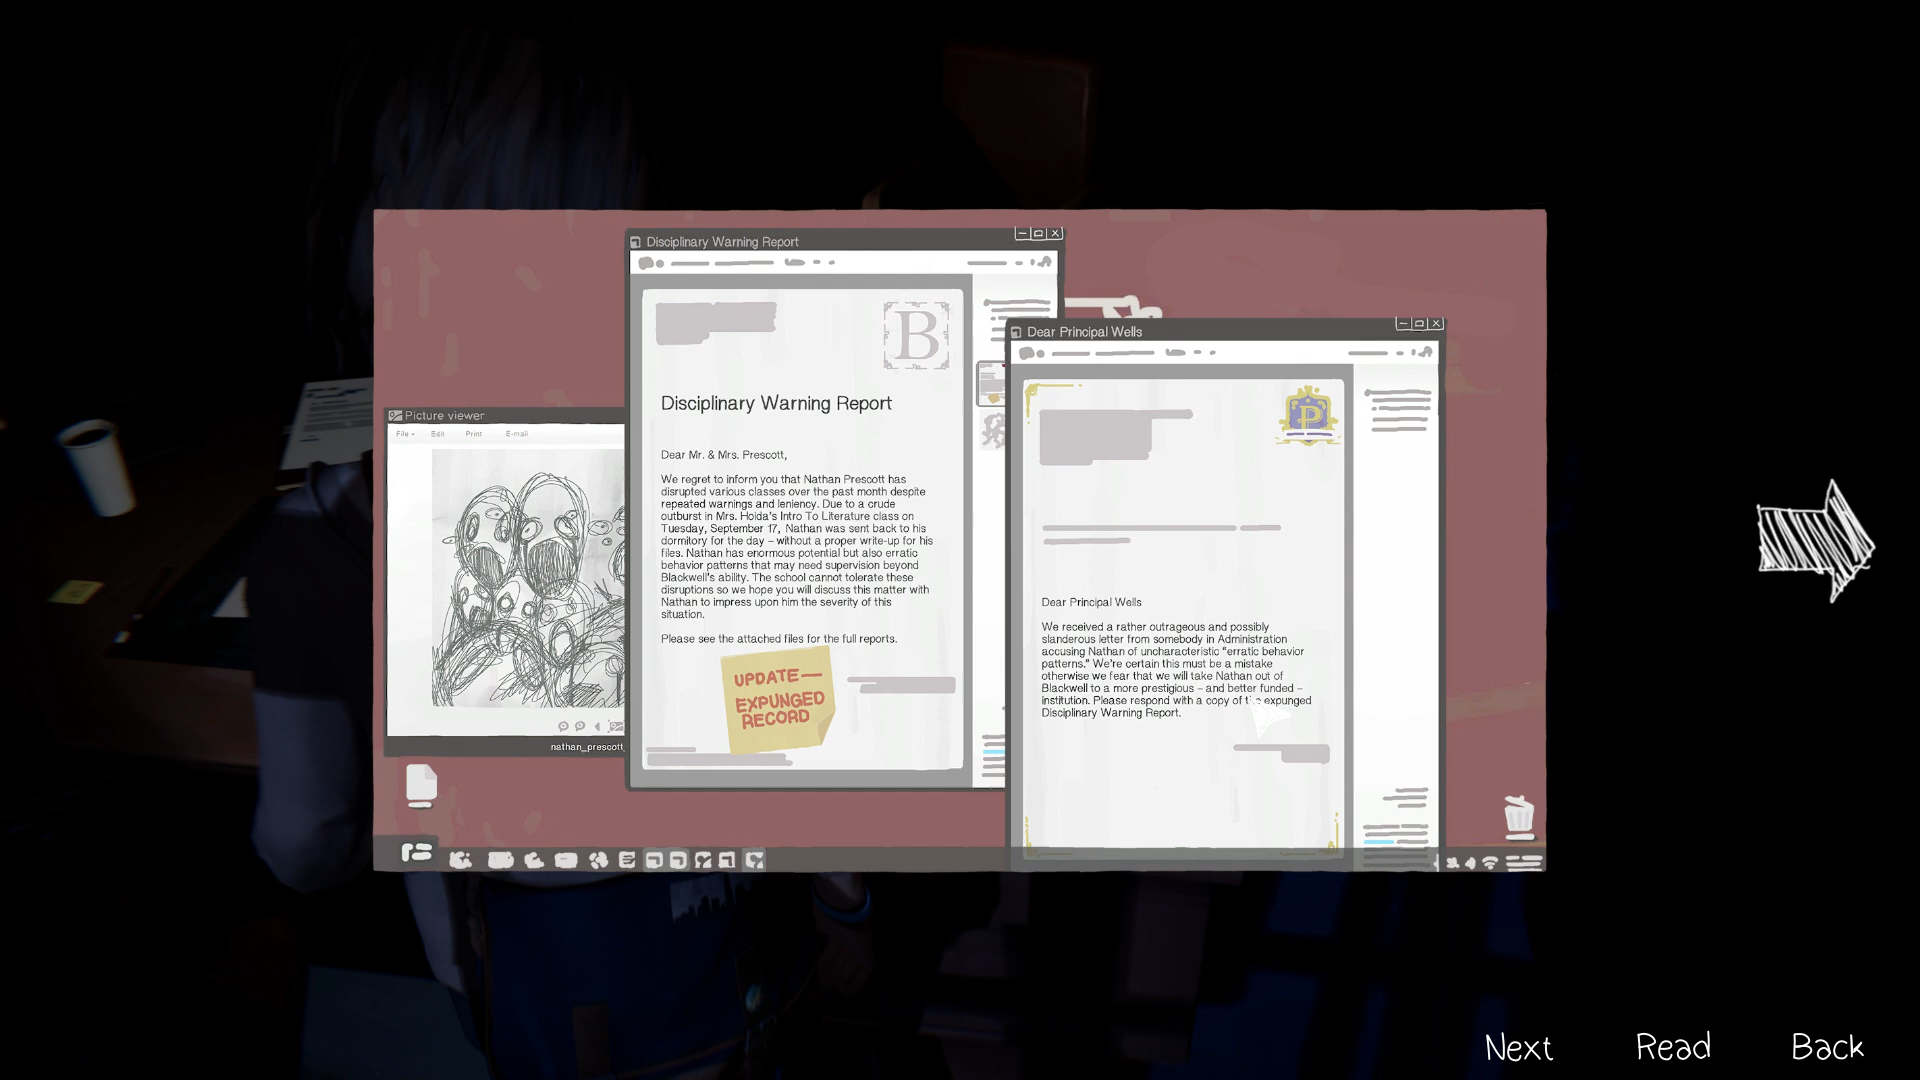 Disciplinary Warning Report
B
Disciplinary Warning Report
Dear Mr. & Mrs. Prescott,
We regret to inform you that Nathan Prescott has
disrupted various classes over the past month despite
repeated warnings and leniency. Due to a crude
outburst in Mrs. Hoida's Intro To Literature class on
Tuesday, September 17, Nathan was sent back to his
dormitory for the day – without a proper write-up for his
files. Nathan has enormous potential but also erratic
behavior patterns that may need supervision beyond
Blackwell's ability. The school cannot tolerate these
disruptions so we hope you will discuss this matter with
Nathan to impress upon him the severity of this
situation.
Please see the attached files for the full reports.
UPDATE—
EXPUNGED
RECORD
Dear Principal Wells
P
Dear Principal Wells
We received a rather outrageous and possibly
slanderous letter from somebody in Administration
accusing Nathan of uncharacteristic "erratic behavior
patterns." We're certain this must be a mistake
otherwise we fear that we will take Nathan out of
Blackwell to a more prestigious – and better funded –
institution. Please respond with a copy of the expunged
Disciplinary Warning Report.
Picture viewer
File Edit Print E-mail
nathan_prescott_
Next Read Back